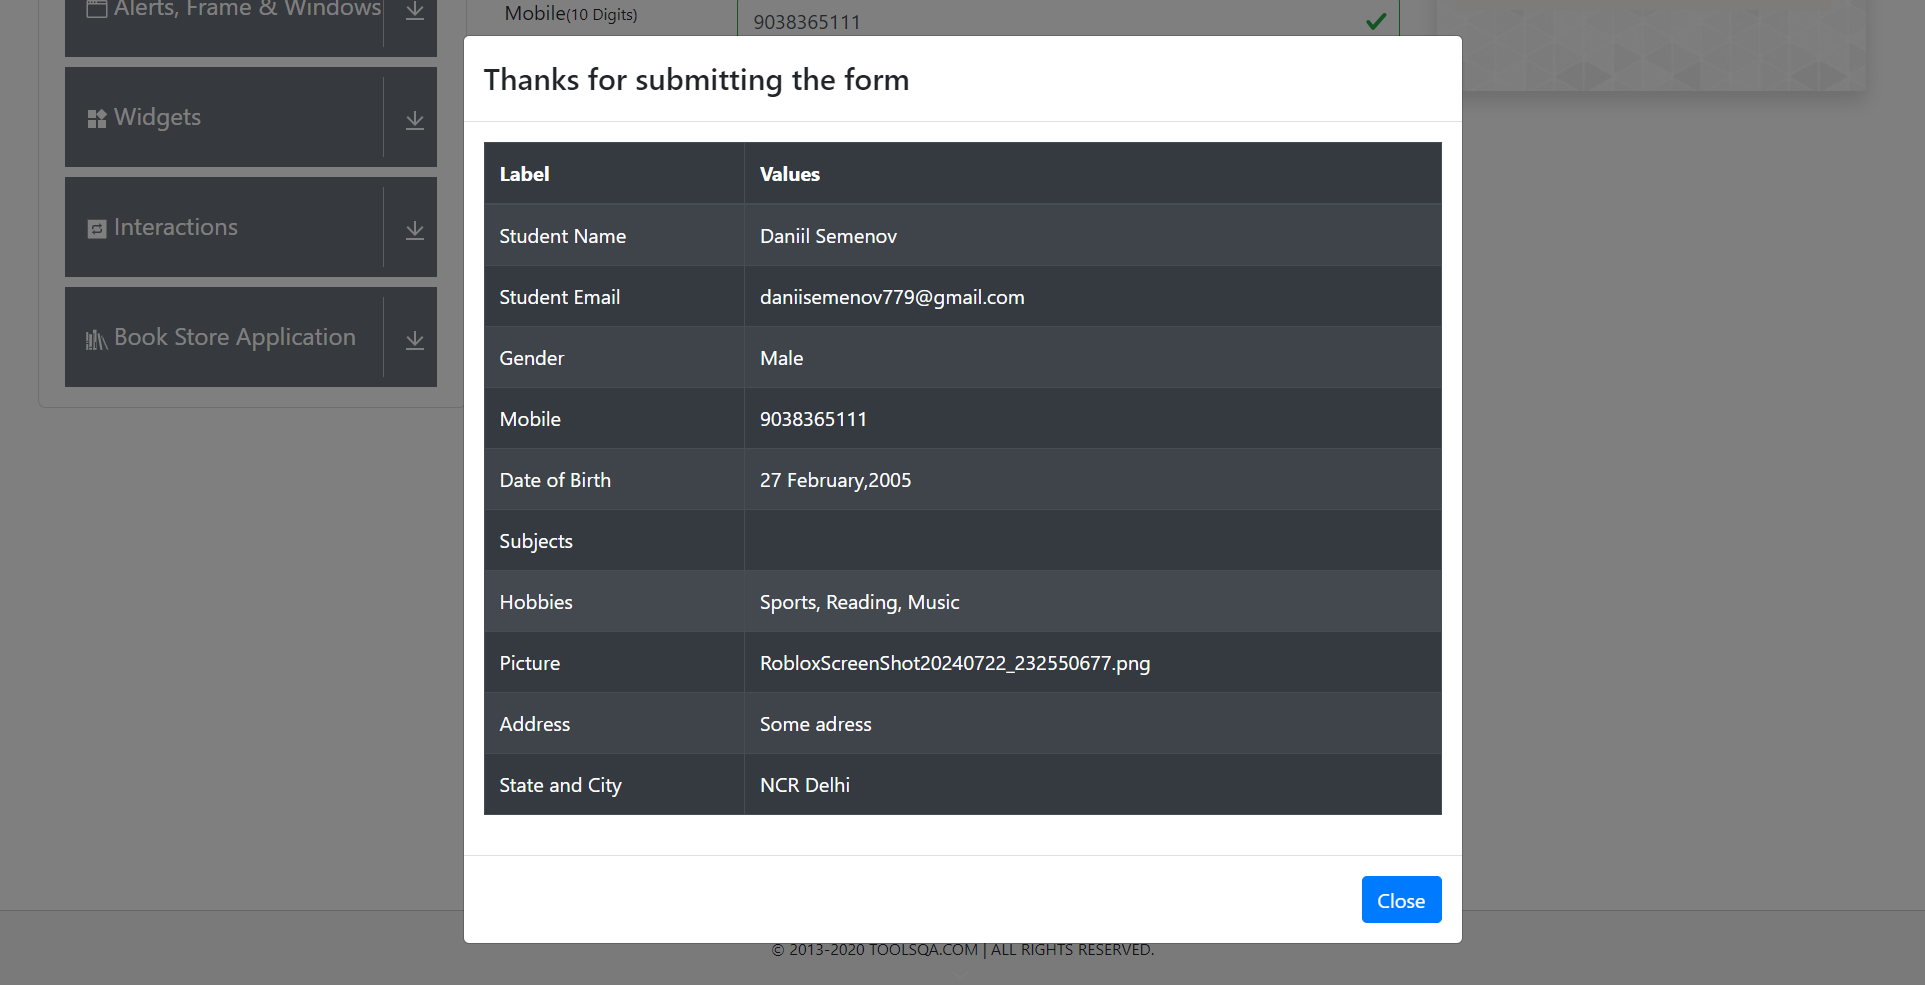 Alerts, Frame & Windows
Widgets
Interactions
Book Store Application
Mobile(10 Digits)
9038365111
Thanks for submitting the form
Label Values
Student Name Daniil Semenov
Student Email daniisemenov779@gmail.com
Gender Male
Mobile 9038365111
Date of Birth 27 February,2005
Subjects
Hobbies Sports, Reading, Music
Picture RobloxScreenShot20240722_232550677.png
Address Some adress
State and City NCR Delhi
Close
© 2013-2020 TOOLSQA.COM | ALL RIGHTS RESERVED.